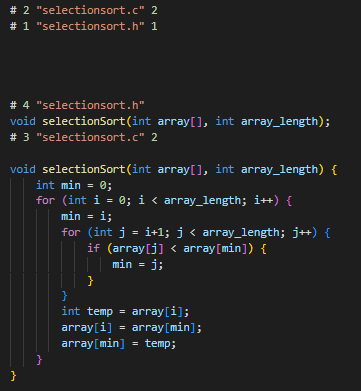 # 2 "selectionsort.c" 2
# 1 "selectionsort.h" 1
# 4 "selectionsort.h"
void selectionSort(int array[], int array_length);
# 3 "selectionsort.c" 2
void selectionSort(int array[], int array_length) {
    int min = 0;
    for (int i = 0; i < array_length; i++) {
        min = i;
        for (int j = i+1; j < array_length; j++) {
            if (array[j] < array[min]) {
                min = j;
            }
        }
        int temp = array[i];
        array[i] = array[min];
        array[min] = temp;
    }
}